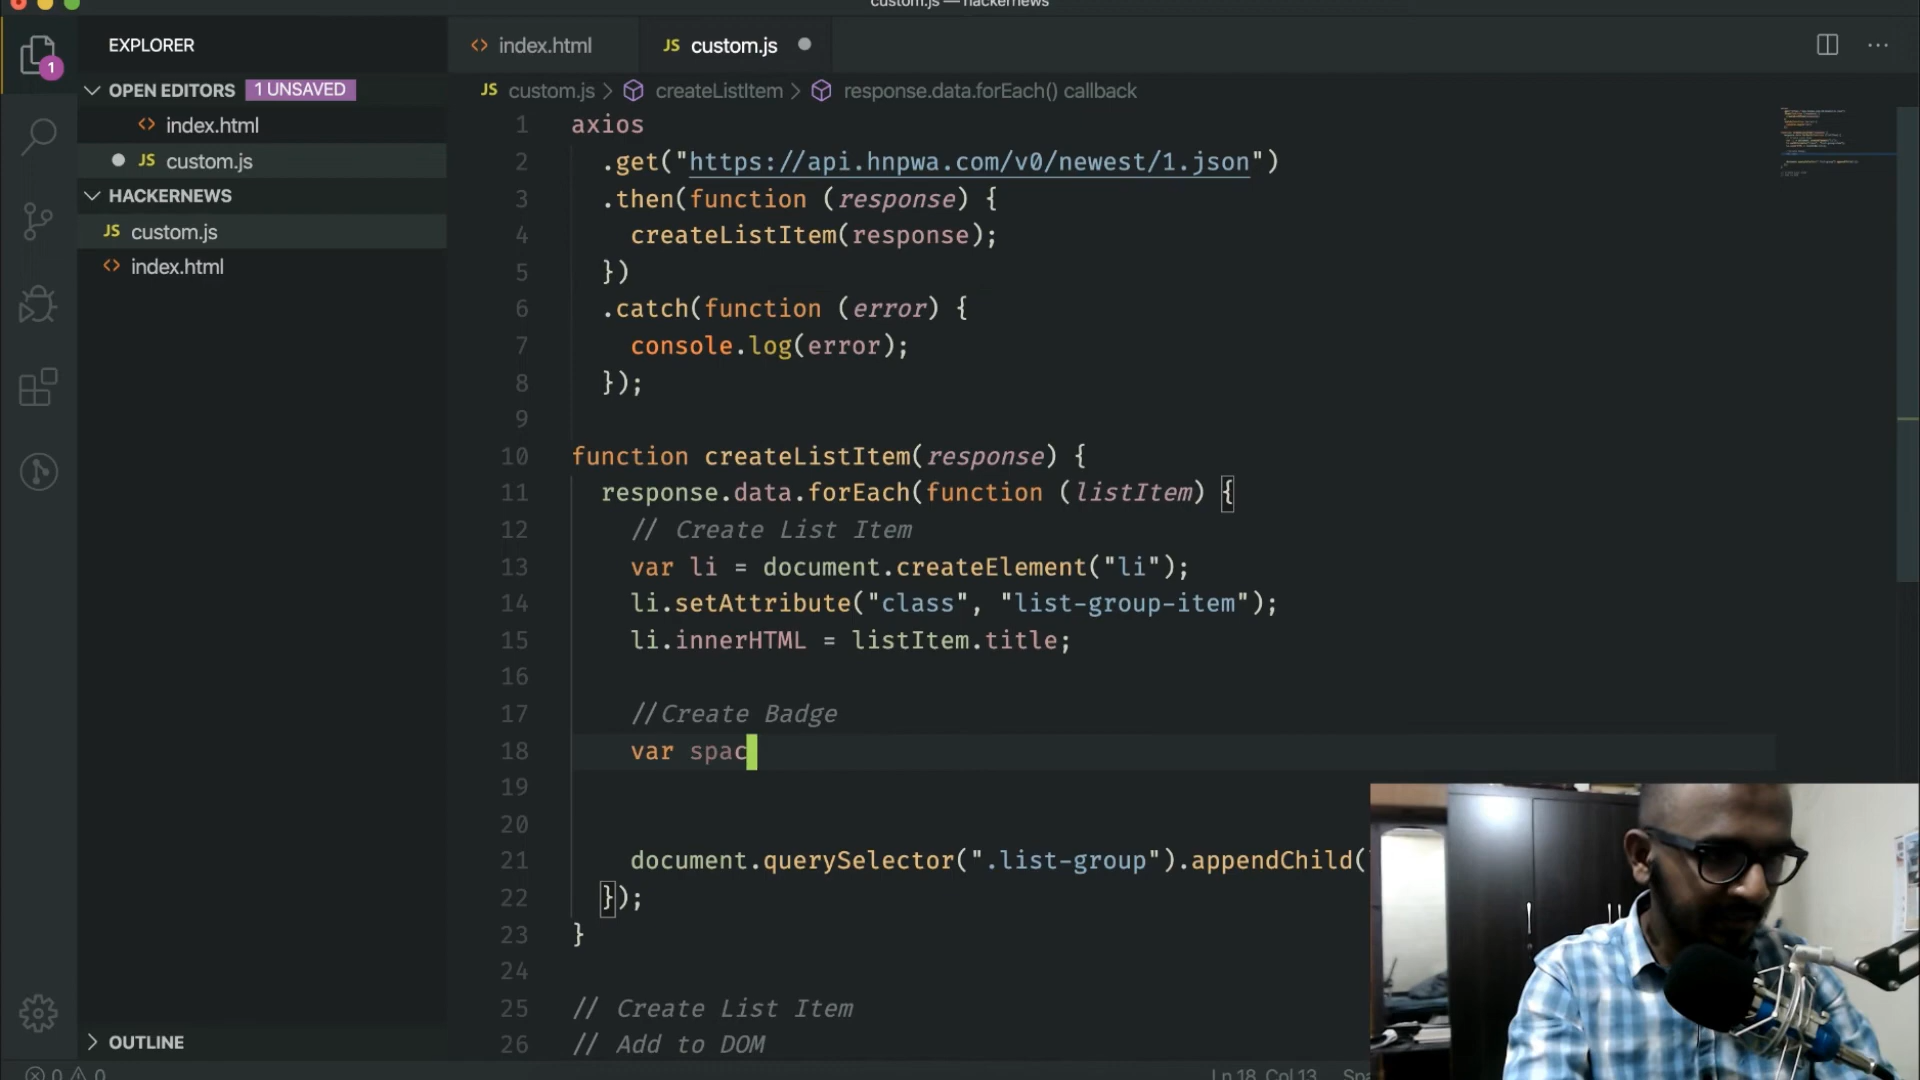 custom.js — hackernews
EXPLORER
1
OPEN EDITORS 1 UNSAVED
<> index.html
JS custom.js
HACKERNEWS
JS custom.js
<> index.html
OUTLINE
<> index.html
JS custom.js
JS custom.js > createListItem > response.data.forEach() callback
1 axios
2 .get("https://api.hnpwa.com/v0/newest/1.json")
3 .then(function (response) {
4 createListItem(response);
5 })
6 .catch(function (error) {
7 console.log(error);
8 });
9
10 function createListItem(response) {
11 response.data.forEach(function (listItem) {
12 // Create List Item
13 var li = document.createElement("li");
14 li.setAttribute("class", "list-group-item");
15 li.innerHTML = listItem.title;
16
17 //Create Badge
18 var spac
19
20
21 document.querySelector(".list-group").appendChild(
22 });
23 }
24
25 // Create List Item
26 // Add to DOM
0 0
Ln 18, Col 13 Spa